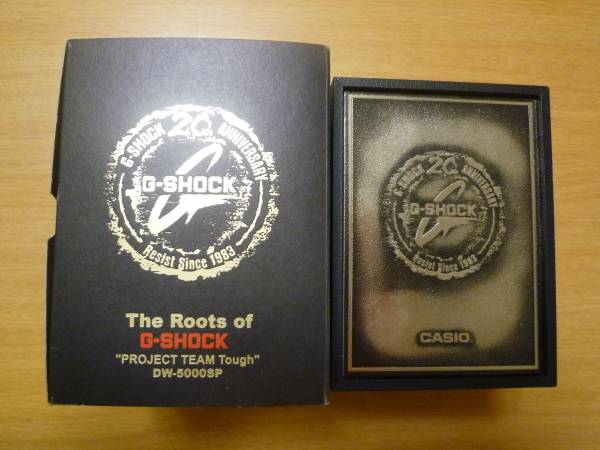 G-SHOCK 20 ANNIVERSARY
G-SHOCK
Resist Since 1983
The Roots of
G-SHOCK
"PROJECT TEAM Tough"
DW-5000SP
G-SHOCK 20 ANNIVERSARY
G-SHOCK
Resist Since 1983
CASIO